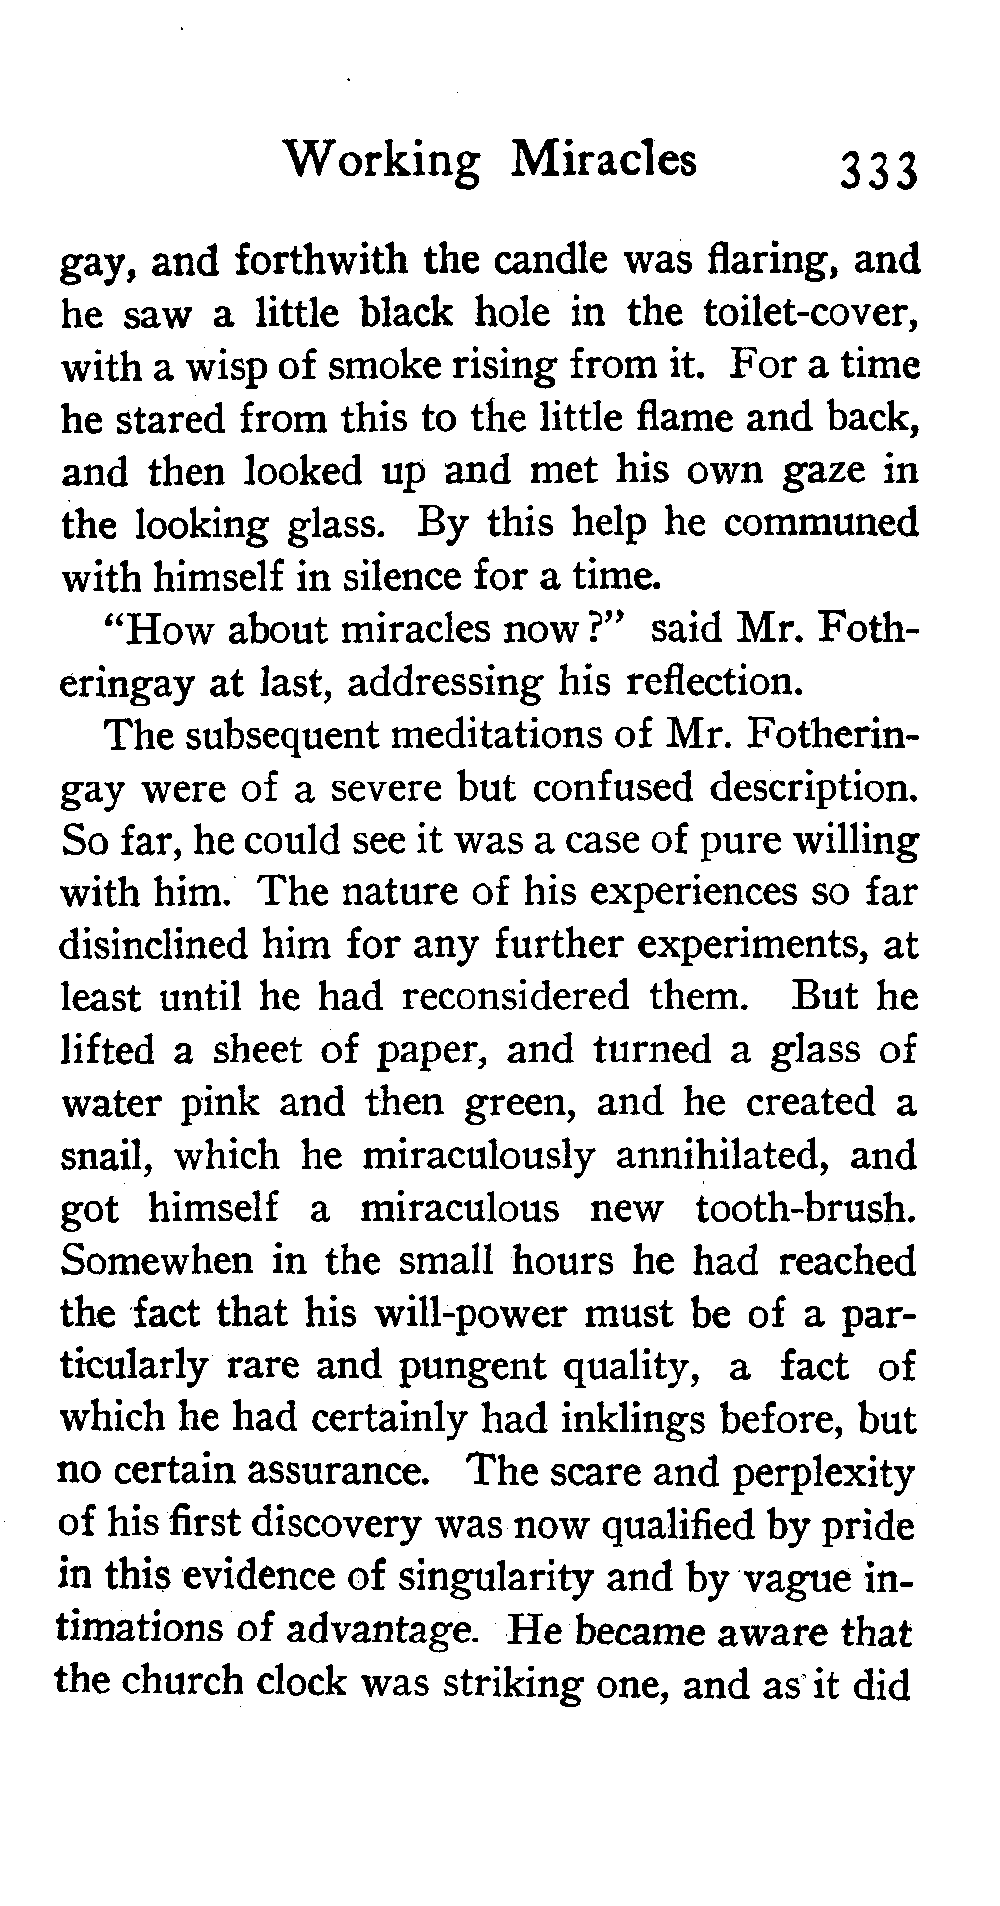 Working Miracles 333
gay, and forthwith the candle was flaring, and
he saw a little black hole in the toilet-cover,
with a wisp of smoke rising from it. For a time
he stared from this to the little flame and back,
and then looked up and met his own gaze in
the looking glass. By this help he communed
with himself in silence for a time.
“How about miracles now?” said Mr. Foth-
eringay at last, addressing his reflection.
The subsequent meditations of Mr. Fotherin-
gay were of a severe but confused description.
So far, he could see it was a case of pure willing
with him. The nature of his experiences so far
disinclined him for any further experiments, at
least until he had reconsidered them. But he
lifted a sheet of paper, and turned a glass of
water pink and then green, and he created a
snail, which he miraculously annihilated, and
got himself a miraculous new tooth-brush.
Somewhen in the small hours he had reached
the fact that his will-power must be of a par-
ticularly rare and pungent quality, a fact of
which he had certainly had inklings before, but
no certain assurance. The scare and perplexity
of his first discovery was now qualified by pride
in this evidence of singularity and by vague in-
timations of advantage. He became aware that
the church clock was striking one, and as it did